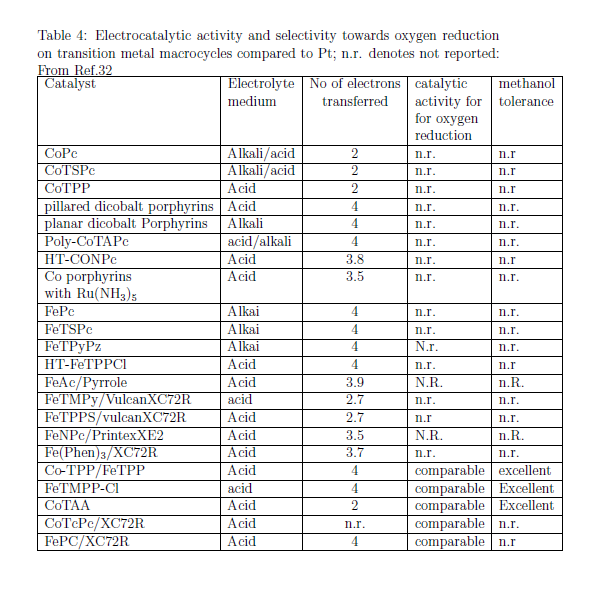 Table 4: Electrocatalytic activity and selectivity towards oxygen reduction
on transition metal macrocycles compared to Pt; n.r. denotes not reported:
From Ref.32
Catalyst Electrolyte No of electrons catalytic methanol
medium transferred activity for tolerance
for oxygen
reduction
CoPc Alkali/acid 2 n.r. n.r
CoTSPc Alkali/acid 2 n.r. n.r.
CoTPP Acid 2 n.r. n.r.
pillared dicobalt porphyrins Acid 4 n.r. n.r.
planar dicobalt Porphyrins Alkali 4 n.r. n.r.
Poly-CoTAPc acid/alkali 4 n.r. n.r.
HT-CONPc Acid 3.8 n.r. n.r
Co porphyrins Acid 3.5 n.r. n.r.
with Ru(NH₃)₅
FePc Alkai 4 n.r. n.r.
FeTSPc Alkai 4 n.r. n.r.
FeTPyPz Alkai 4 N.r. n.r.
HT-FeTPPCl Acid 4 n.r. n.r
FeAc/Pyrrole Acid 3.9 N.R. n.R.
FeTMPy/VulcanXC72R acid 2.7 n.r. n.r.
FeTPPS/vulcanXC72R Acid 2.7 n.r n.r.
FeNPc/PrintexXE2 Acid 3.5 N.R. n.R.
Fe(Phen)₃/XC72R Acid 3.7 n.r. n.r.
Co-TPP/FeTPP Acid 4 comparable excellent
FeTMPP-Cl acid 4 comparable Excellent
CoTAA Acid 2 comparable Excellent
CoTcPc/XC72R Acid n.r. comparable n.r.
FePC/XC72R Acid 4 comparable n.r